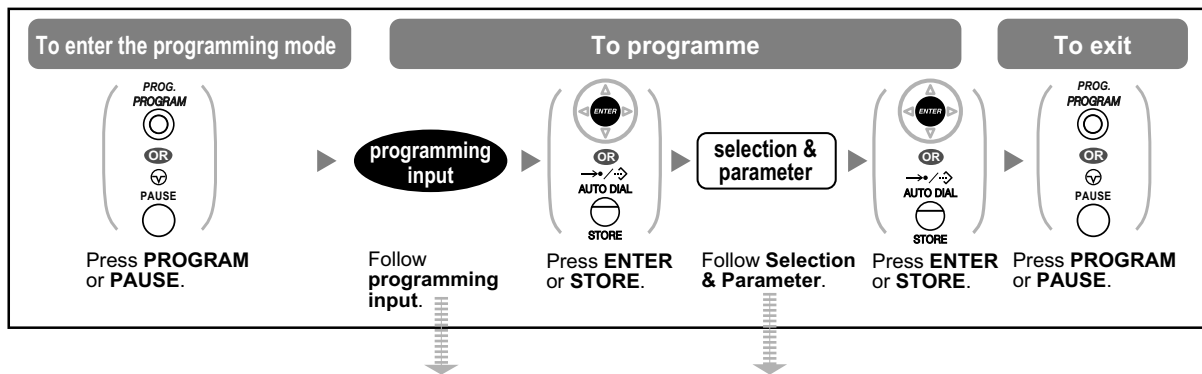 To enter the programming mode
To programme
To exit
PROG.
PROGRAM
OR
PAUSE
Press PROGRAM
or PAUSE.
programming
input
Follow
programming
input.
ENTER
OR
AUTO DIAL
STORE
Press ENTER
or STORE.
selection &
parameter
Follow Selection
& Parameter.
ENTER
OR
AUTO DIAL
STORE
Press ENTER
or STORE.
PROG.
PROGRAM
OR
PAUSE
Press PROGRAM
or PAUSE.